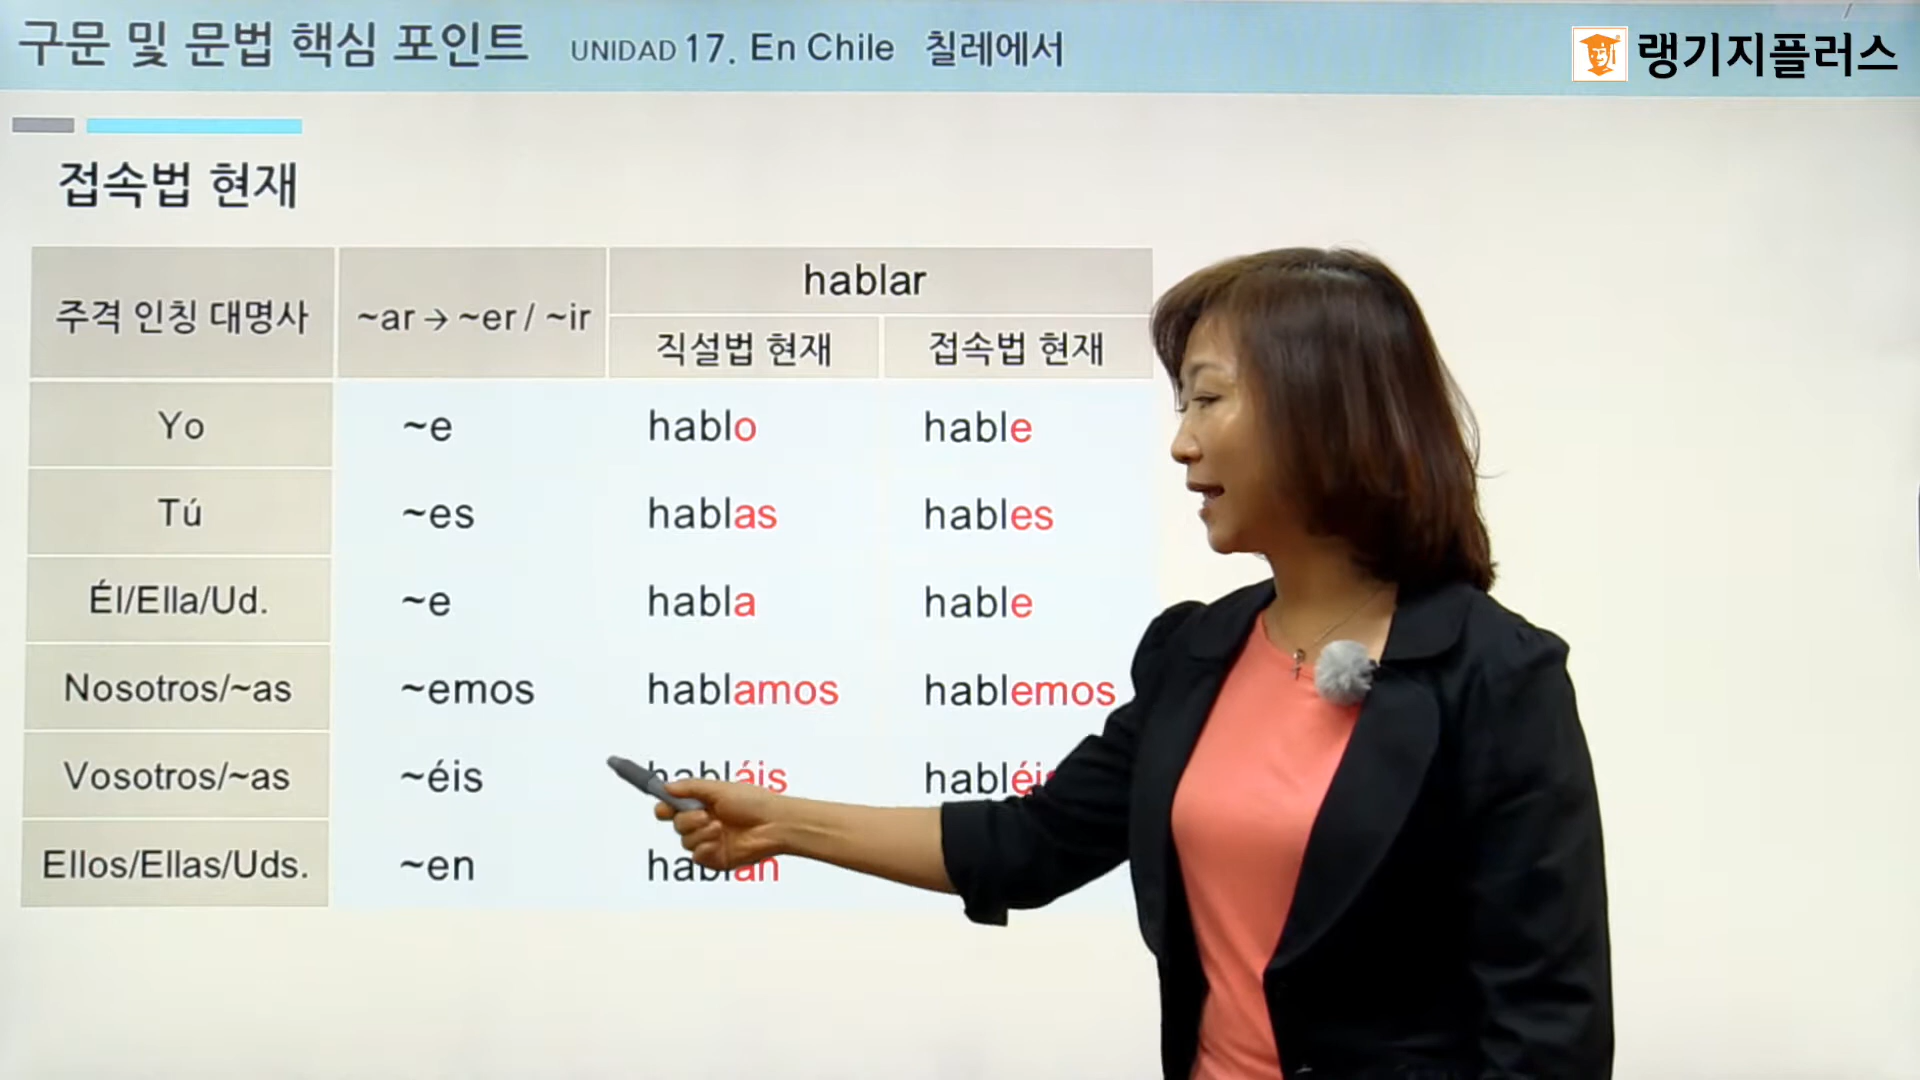 구문 및 문법 핵심 포인트 UNIDAD 17. En Chile 칠레에서
랭기지플러스
접속법 현재
주격 인칭 대명사 ~ar → ~er / ~ir hablar
직설법 현재 접속법 현재
Yo ~e hablo hable
Tú ~es hablas hables
Él/Ella/Ud. ~e habla hable
Nosotros/~as ~emos hablamos hablemos
Vosotros/~as ~éis habláis habléis
Ellos/Ellas/Uds. ~en hablan